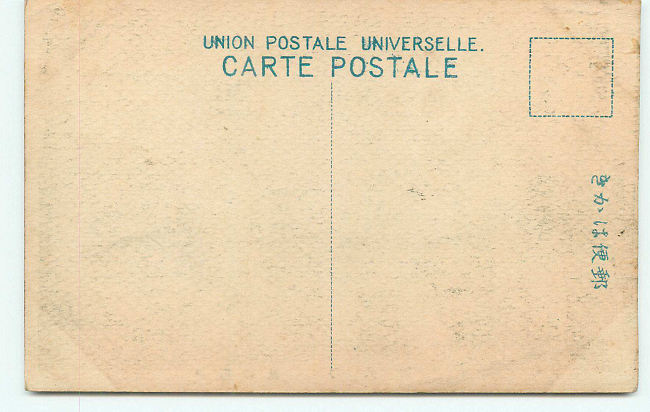 UNION POSTALE UNIVERSELLE.
CARTE POSTALE
郵便はかき